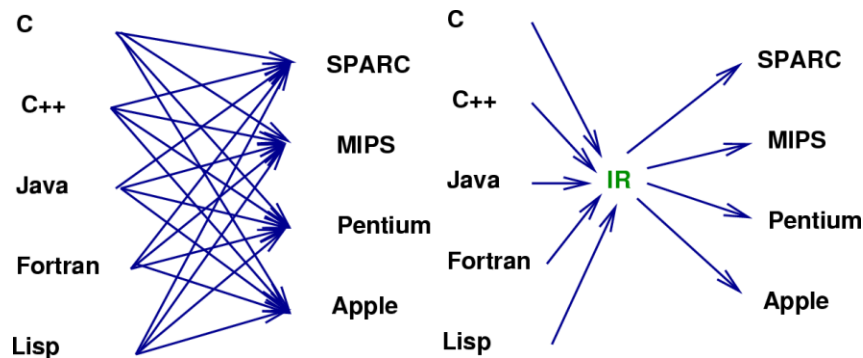 C
C++
Java
Fortran
Lisp
SPARC
MIPS
Pentium
Apple
C
C++
Java
Fortran
Lisp
IR
SPARC
MIPS
Pentium
Apple